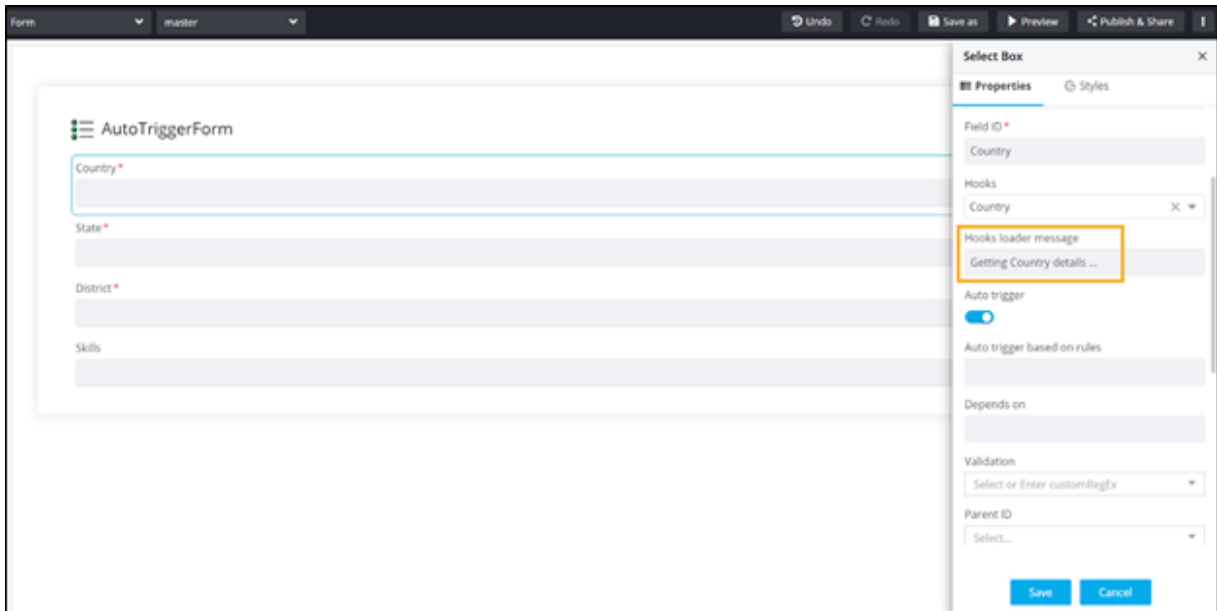 Form master Undo Redo Save as Preview Publish & Share
Select Box
Properties Styles
AutoTriggerForm
Country *
State *
District *
Skills
Field ID *
Country
Hooks
Country
Hooks loader message
Getting Country details ...
Auto trigger
Auto trigger based on rules
Depends on
Validation
Select or Enter customRegEx
Parent ID
Select...
Save Cancel